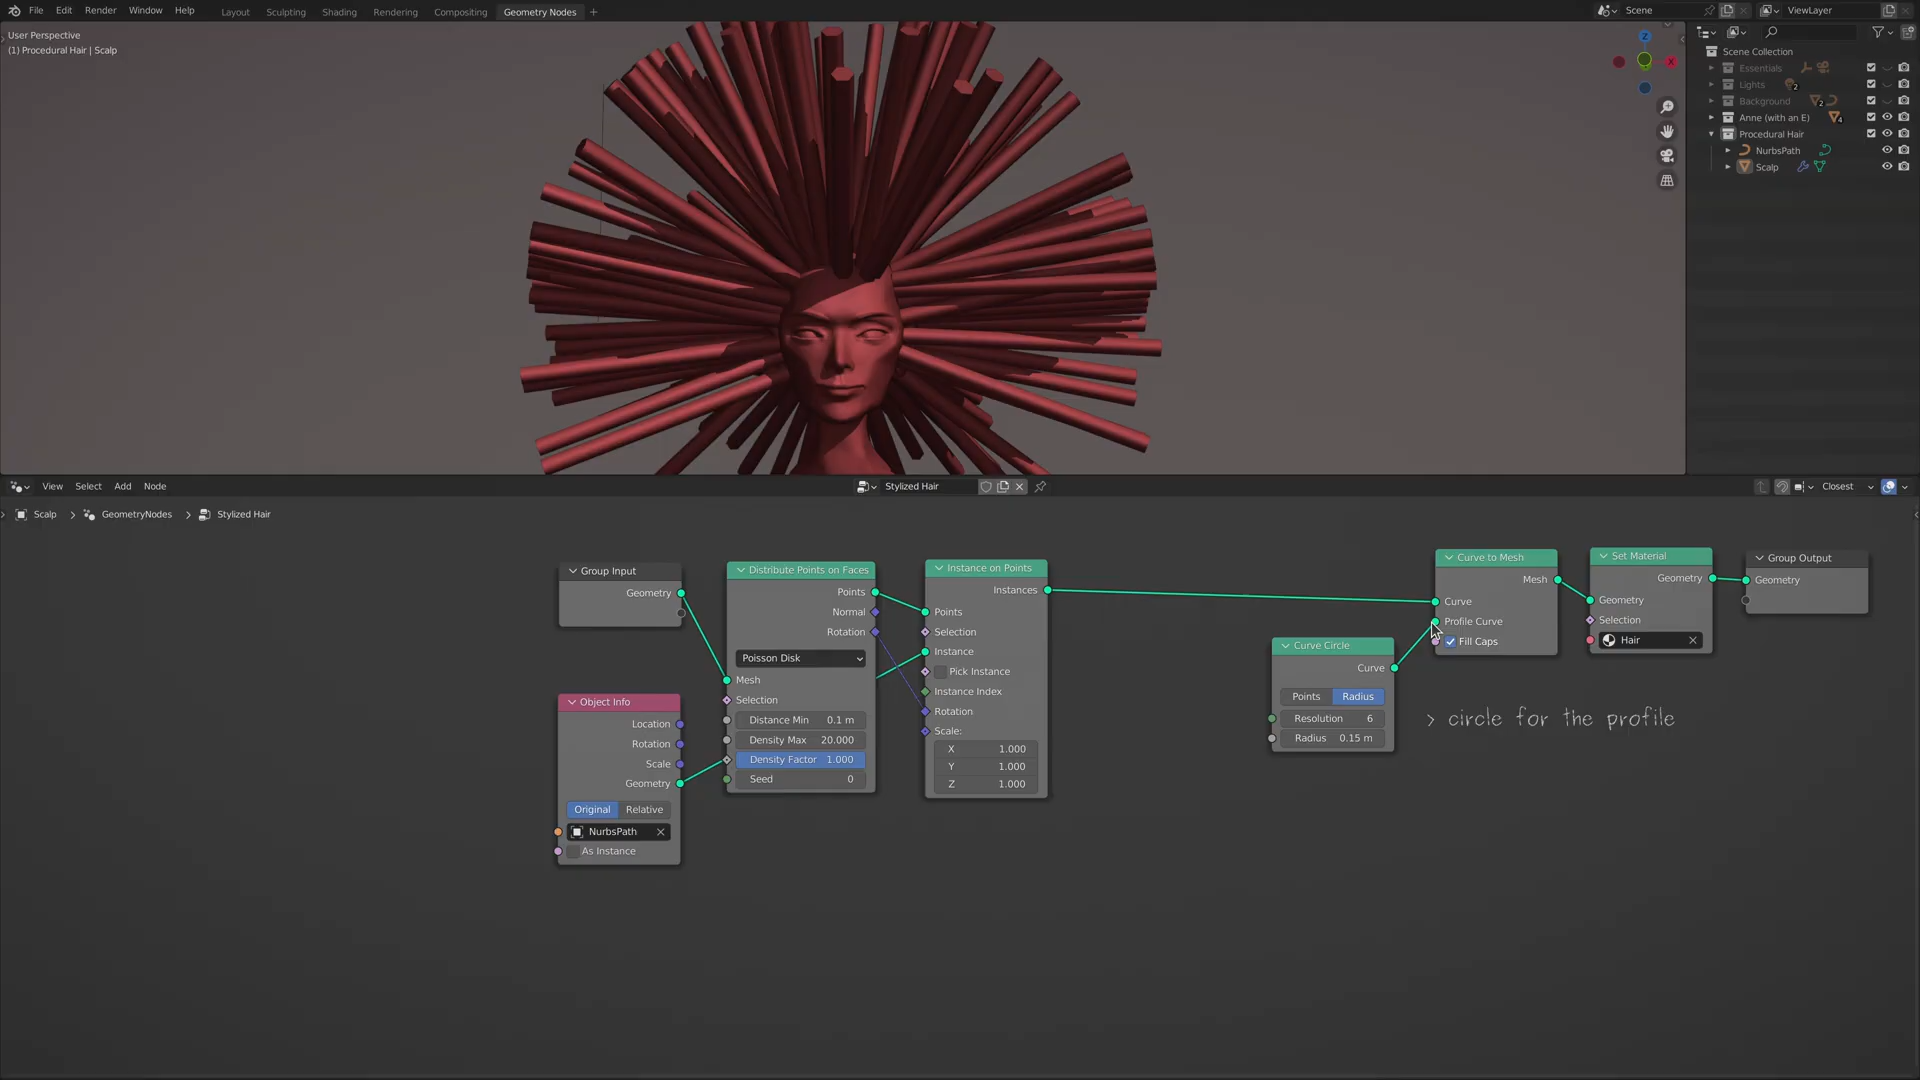 File Edit Render Window Help Layout Sculpting Shading Rendering Compositing Geometry Nodes + Scene ViewLayer
User Perspective
(1) Procedural Hair | Scalp
Z
X
Scene Collection
Essentials
Lights 2
Background 2
Anne (with an E) 4
Procedural Hair
NurbsPath
Scalp
View Select Add Node Stylized Hair Closest
Scalp > GeometryNodes > Stylized Hair
Group Input
Geometry
Object Info
Location
Rotation
Scale
Geometry
Original Relative
NurbsPath
As Instance
Distribute Points on Faces
Points
Normal
Rotation
Poisson Disk
Mesh
Selection
Distance Min 0.1 m
Density Max 20.000
Density Factor 1.000
Seed 0
Instance on Points
Instances
Points
Selection
Instance
Pick Instance
Instance Index
Rotation
Scale:
X 1.000
Y 1.000
Z 1.000
Curve Circle
Curve
Points Radius
Resolution 6
Radius 0.15 m
Curve to Mesh
Mesh
Curve
Profile Curve
Fill Caps
> circle for the profile
Set Material
Geometry
Geometry
Selection
Hair
Group Output
Geometry